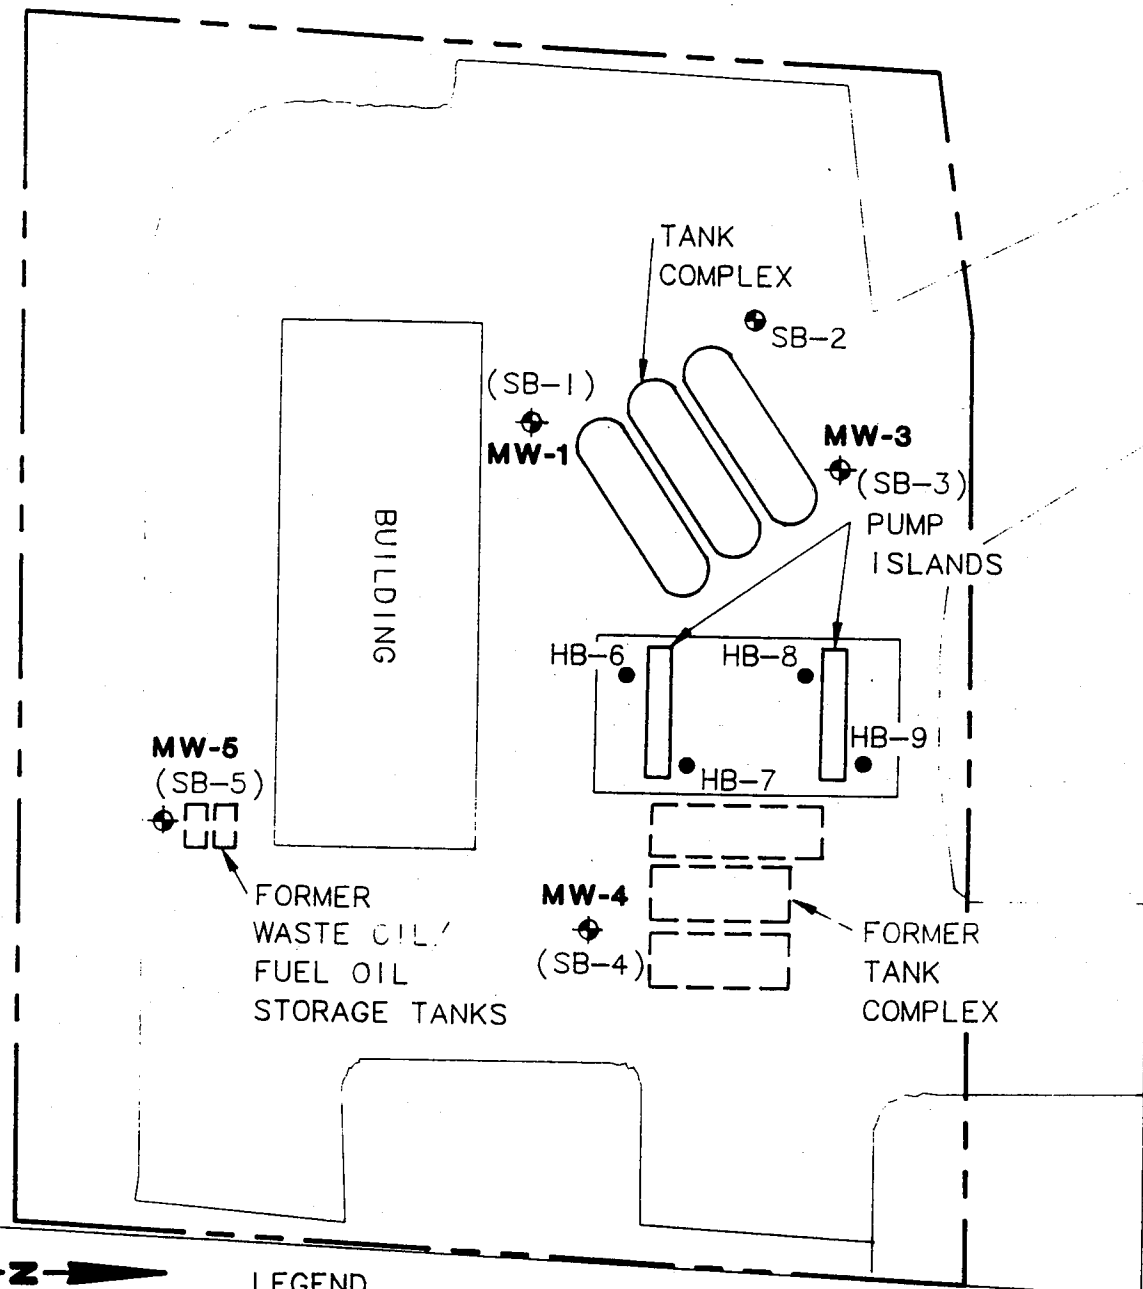 TANK
COMPLEX
SB-2
(SB-1)
MW-1
MW-3
(SB-3)
PUMP
ISLANDS
BUILDING
HB-6
HB-8
HB-9
HB-7
MW-5
(SB-5)
FORMER
WASTE OIL/
FUEL OIL
STORAGE TANKS
MW-4
(SB-4)
FORMER
TANK
COMPLEX
N
LEGEND